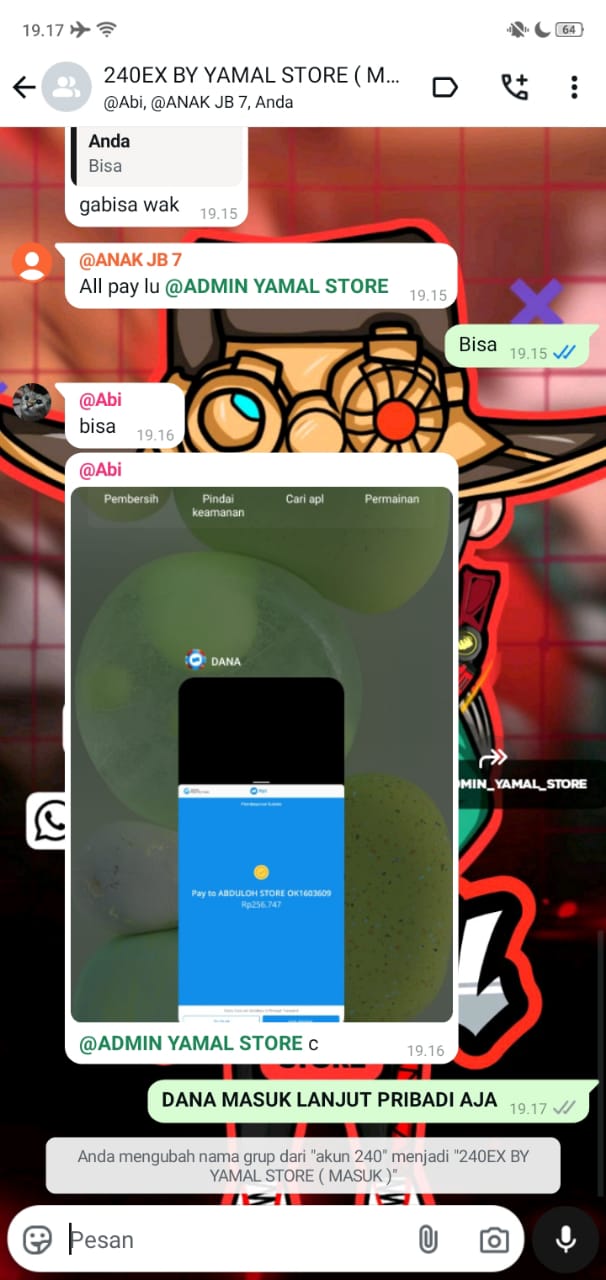 19.17
64
240EX BY YAMAL STORE ( M...
@Abi, @ANAK JB 7, Anda
Anda
Bisa
gabisa wak
19.15
@ANAK JB 7
All pay lu @ADMIN YAMAL STORE
19.15
Bisa
19.15
@Abi
bisa
19.16
@Abi
Pembersih
Pindai keamanan
Cari apl
Permainan
DANA
Pembayaran Sukses
Pay to ABDULOH STORE OK1603609
Rp256.747
MIN_YAMAL_STORE
@ADMIN YAMAL STORE c
19.16
STORE
DANA MASUK LANJUT PRIBADI AJA
19.17
Anda mengubah nama grup dari "akun 240" menjadi "240EX BY
YAMAL STORE ( MASUK )"
Pesan